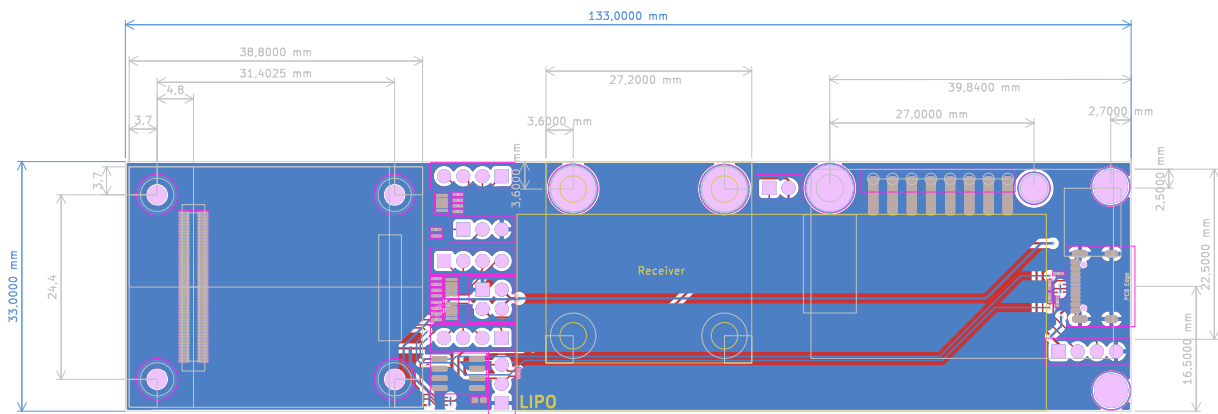 133,0000 mm
38,8000 mm
31,4025 mm
4,8
3,7
27,2000 mm
3,6000 mm
39,8400 mm
27,0000 mm
2,7000 mm
3,7
3,6000 mm
2,5000 mm
22,5000 mm
24,4
33,0000 mm
Receiver
PCB Edge
16,5000 mm
LIPO